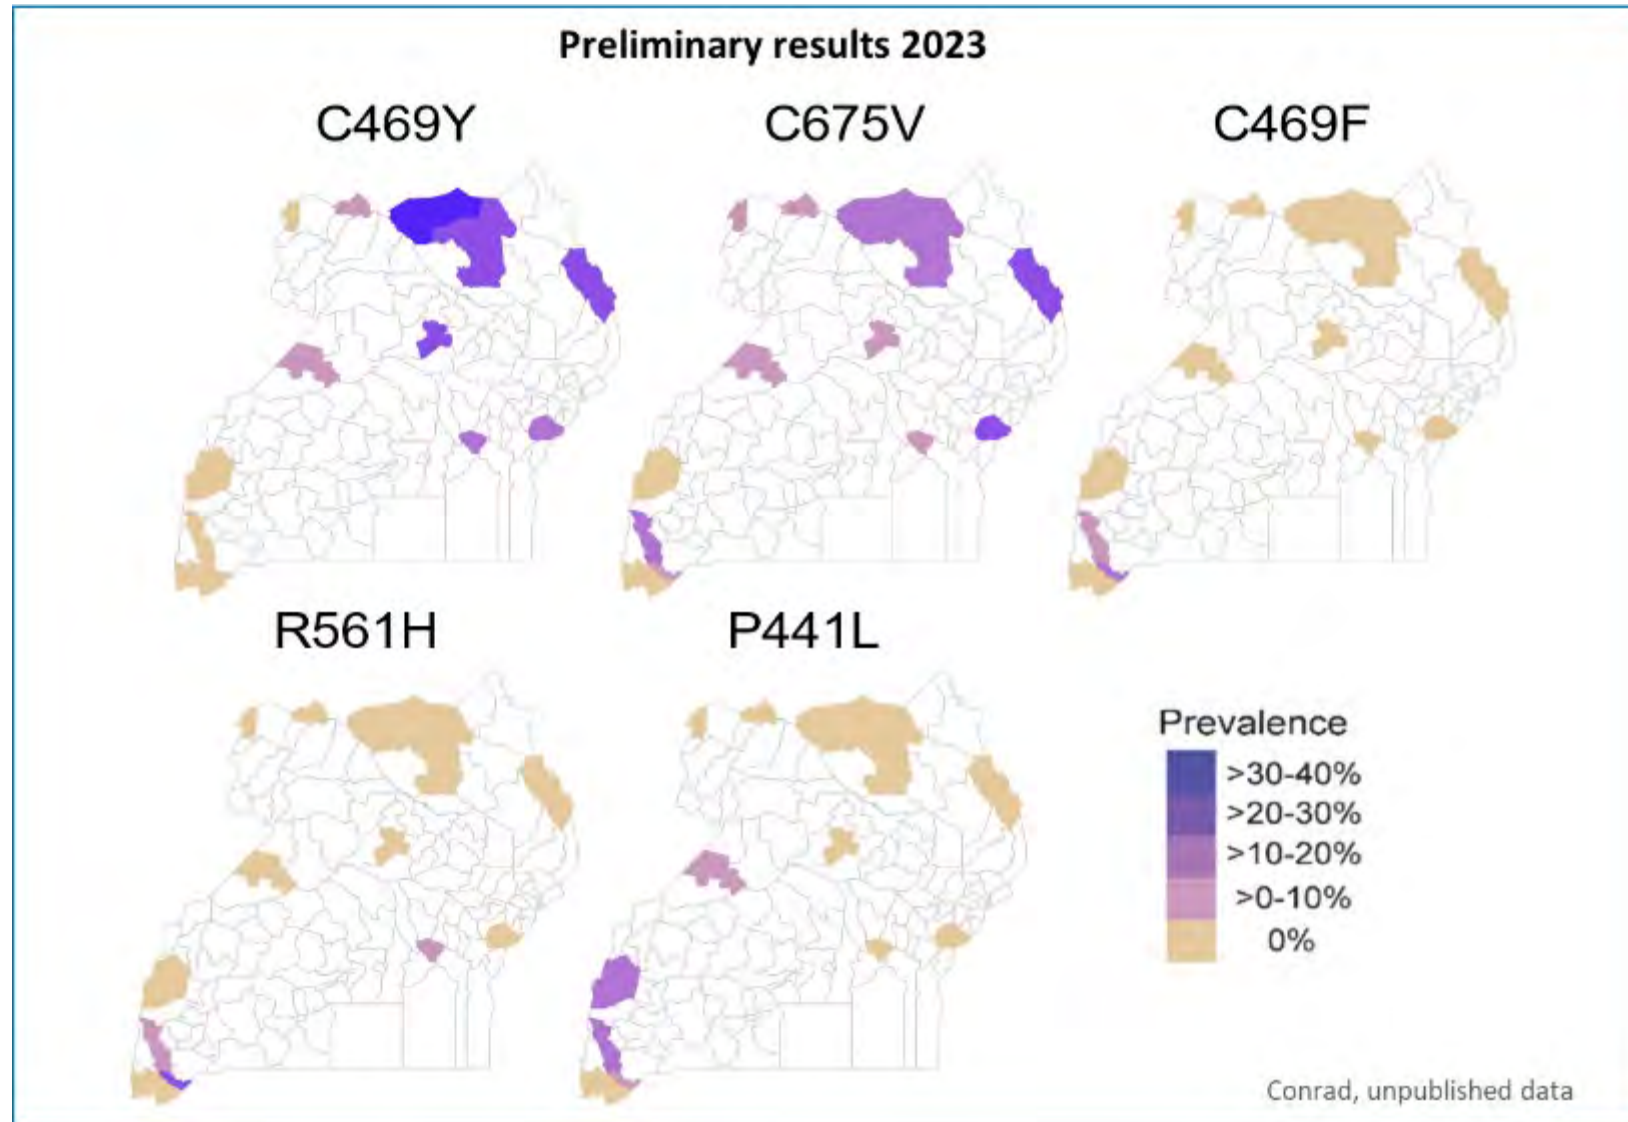 Preliminary results 2023
C469Y
C675V
C469F
R561H
P441L
Prevalence
>30-40%
>20-30%
>10-20%
>0-10%
0%
Conrad, unpublished data